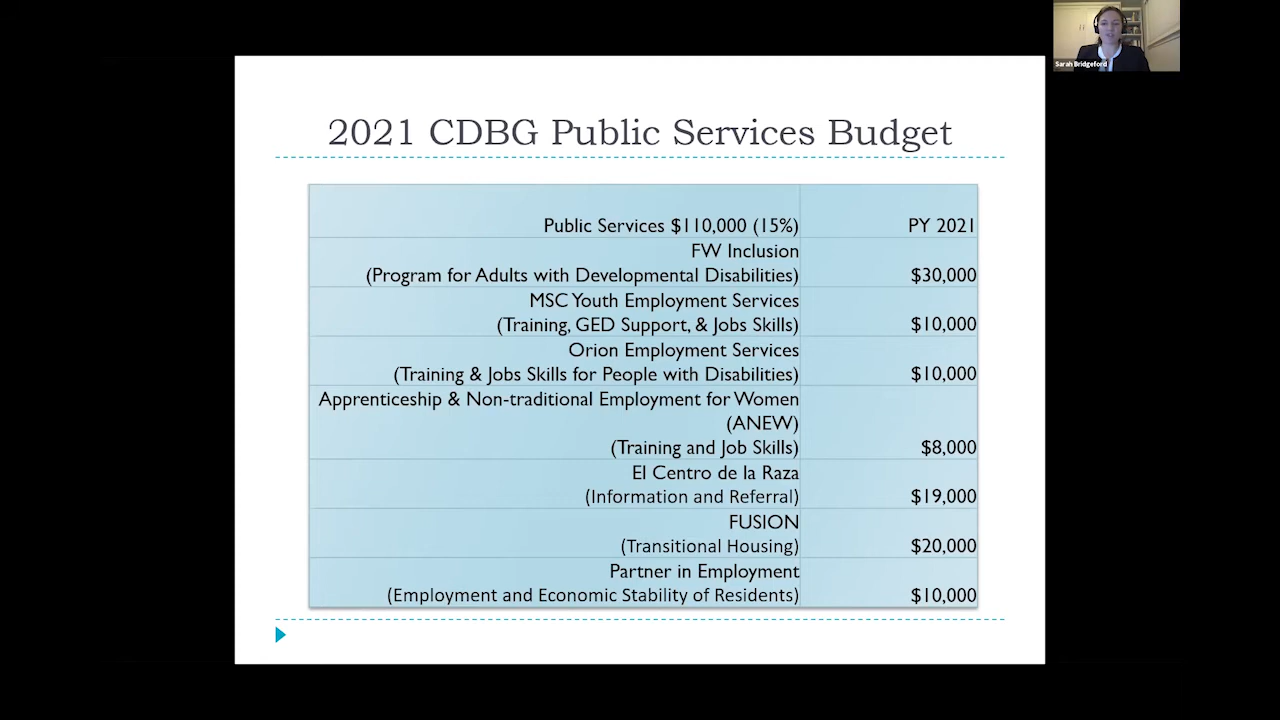 Sarah Bridgeford
2021 CDBG Public Services Budget
Public Services $110,000 (15%) PY 2021
FW Inclusion
(Program for Adults with Developmental Disabilities) $30,000
MSC Youth Employment Services
(Training, GED Support, & Jobs Skills) $10,000
Orion Employment Services
(Training & Jobs Skills for People with Disabilities) $10,000
Apprenticeship & Non-traditional Employment for Women
(ANEW)
(Training and Job Skills) $8,000
El Centro de la Raza
(Information and Referral) $19,000
FUSION
(Transitional Housing) $20,000
Partner in Employment
(Employment and Economic Stability of Residents) $10,000